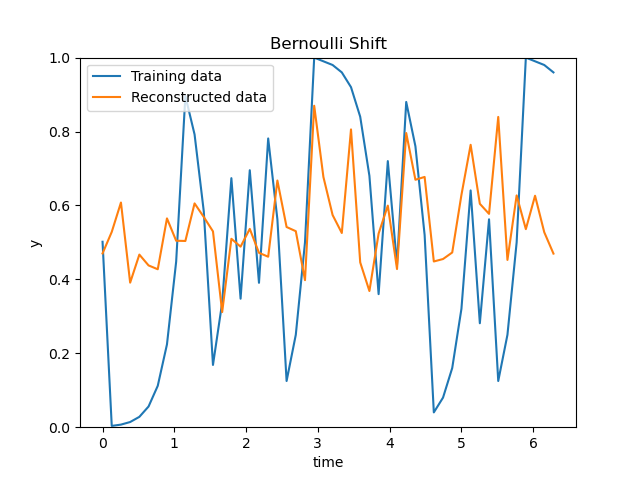 Bernoulli Shift
Training data
Reconstructed data
1.0
0.8
0.6
0.4
0.2
0.0
y
0 1 2 3 4 5 6
time